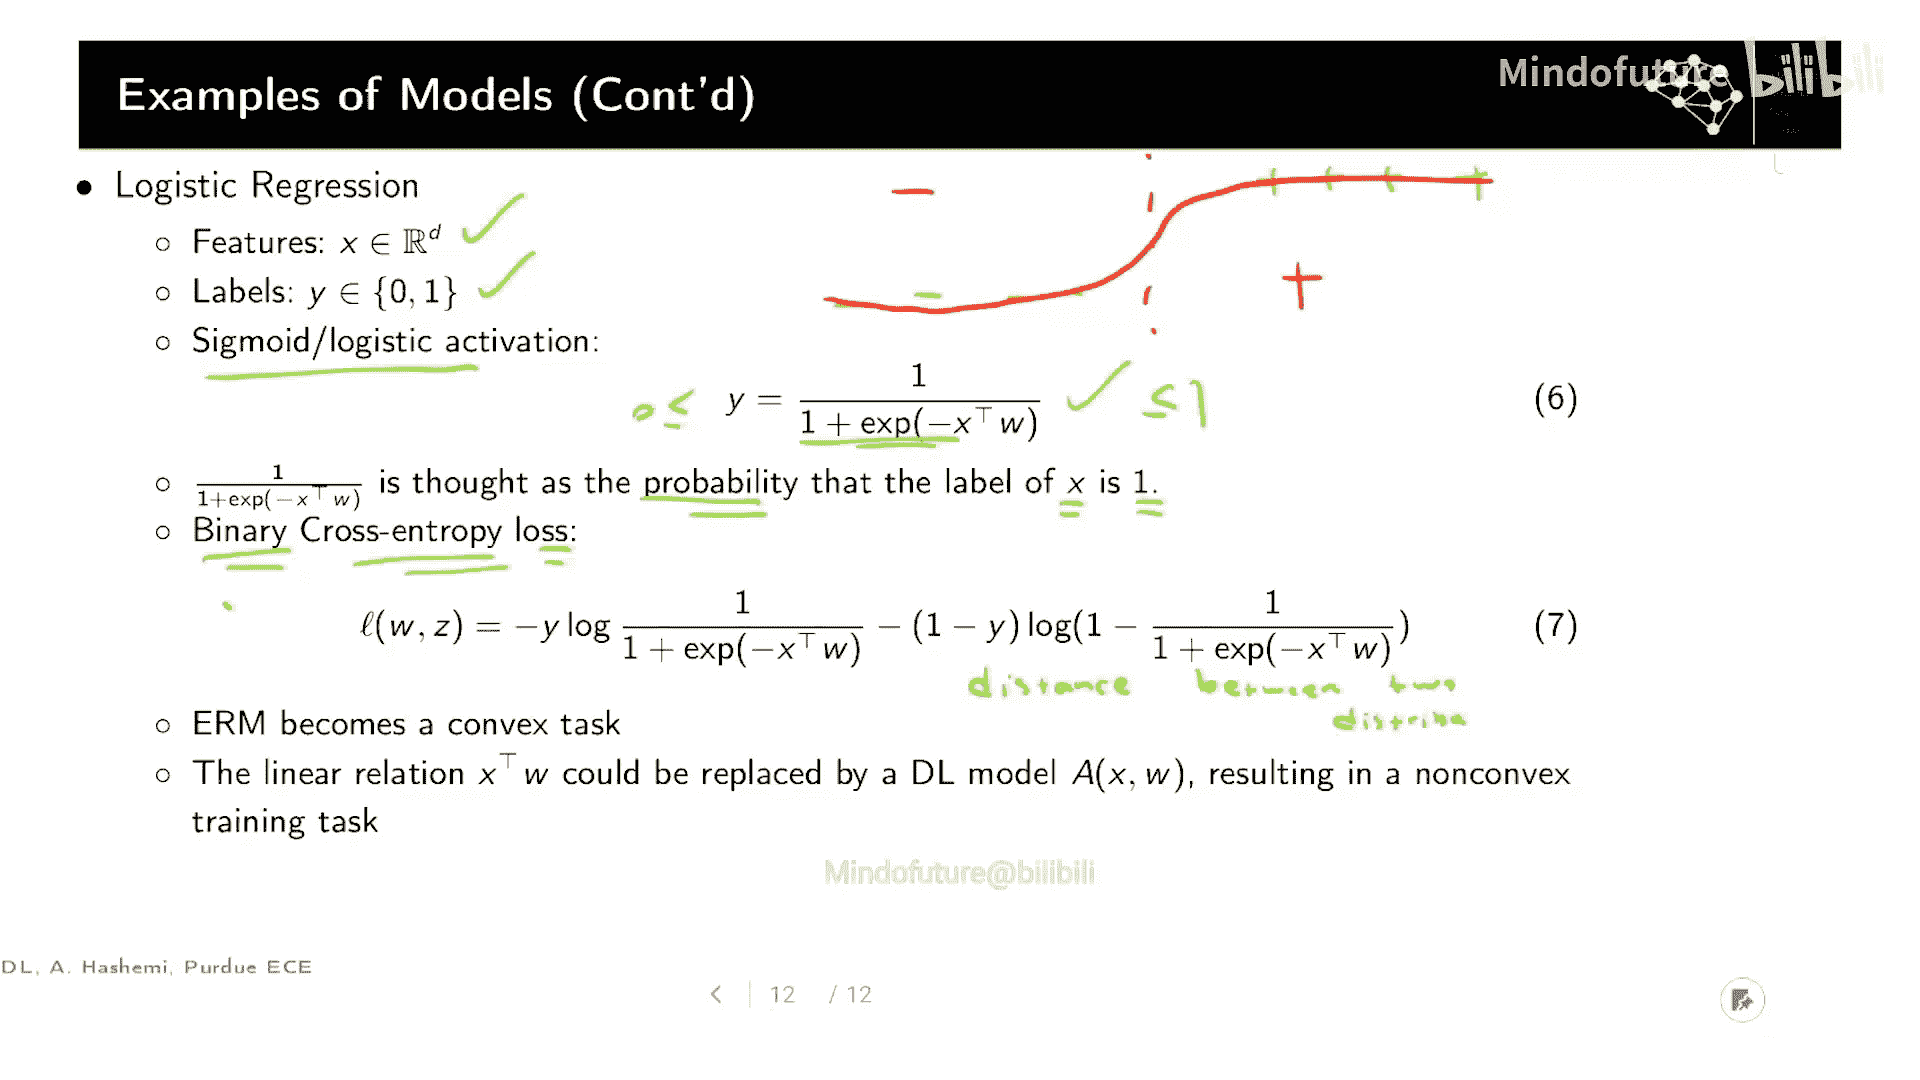 Examples of Models (Cont'd)
Mindofuture bilibili
• Logistic Regression
◦ Features: x ∈ ℝ^d
◦ Labels: y ∈ {0, 1}
− +
◦ Sigmoid/logistic activation:
0 ≤ y = 1 / (1 + exp(−x^⊤ w)) ≤ 1 (6)
◦ 1 / (1+exp(−x^⊤ w)) is thought as the probability that the label of x is 1.
◦ Binary Cross-entropy loss:
ℓ(w, z) = −y log 1 / (1 + exp(−x^⊤ w)) − (1 − y) log(1 − 1 / (1 + exp(−x^⊤ w))) (7)
distance between two
◦ ERM becomes a convex task
◦ The linear relation x^⊤ w could be replaced by a DL model A(x, w), resulting in a nonconvex
training task
Mindofuture@bilibili
DL, A. Hashemi, Purdue ECE
< | 12 / 12